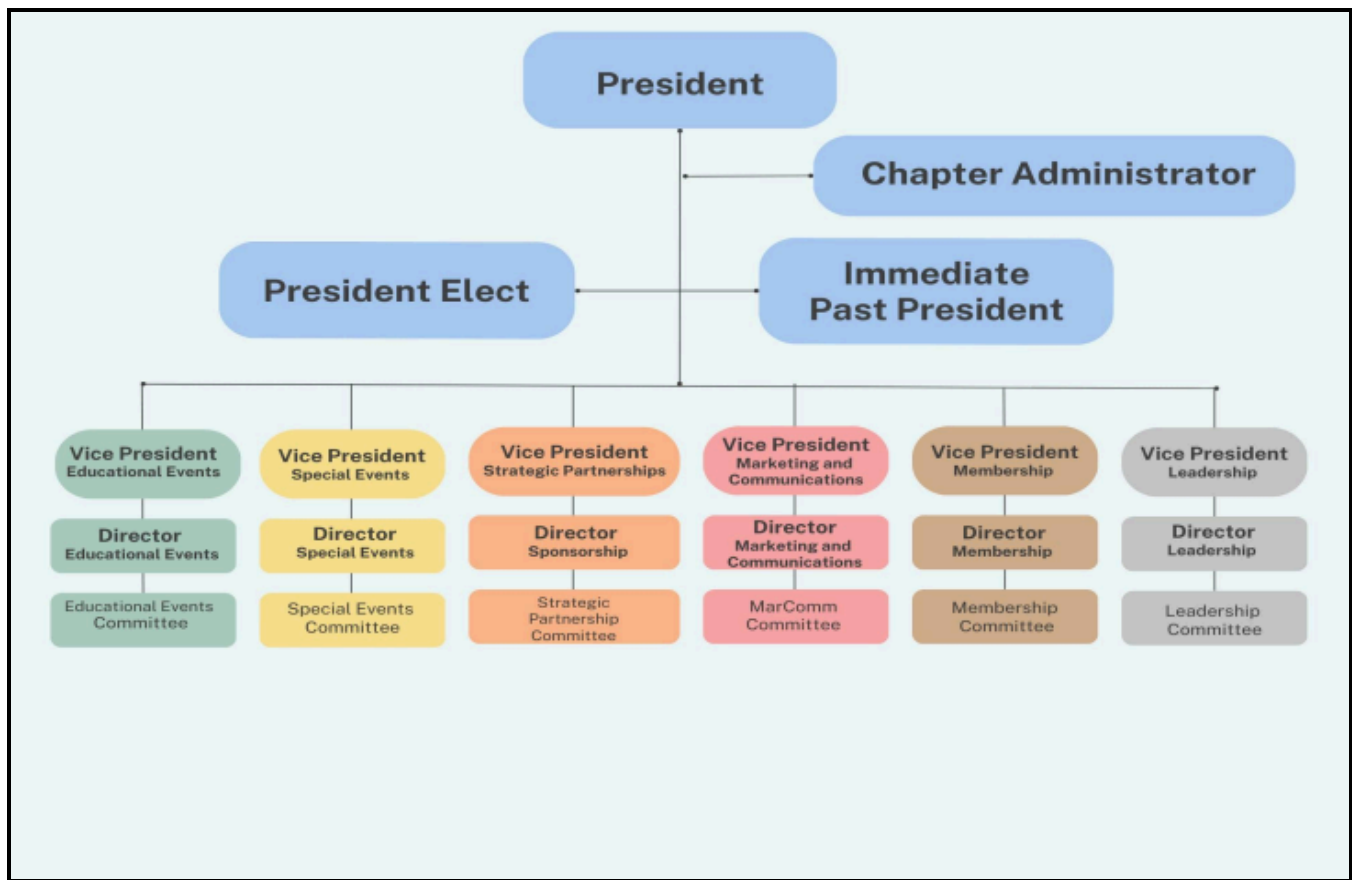 President
Chapter Administrator
President Elect
Immediate
Past President
Vice President
Educational Events
Vice President
Special Events
Vice President
Strategic Partnerships
Vice President
Marketing and
Communications
Vice President
Membership
Vice President
Leadership
Director
Educational Events
Director
Special Events
Director
Sponsorship
Director
Marketing and
Communications
Director
Membership
Director
Leadership
Educational Events
Committee
Special Events
Committee
Strategic
Partnership
Committee
MarComm
Committee
Membership
Committee
Leadership
Committee